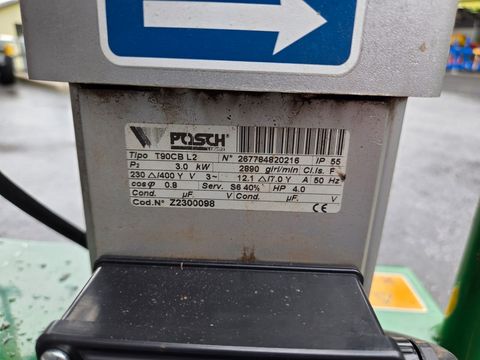 POSCH
Tipo T90CB L2 N° 267784820216 IP 55
P₂ 3.0 kW 2890 giri/min Cl.Is. F
230 △/400 Y V 3~ 12.1 △/7.0 Y A 50 Hz
cosφ 0.8 Serv. S6 40% HP 4.0
Cond. µF. V Cond. µF. V
Cod.N° Z2300098 CE